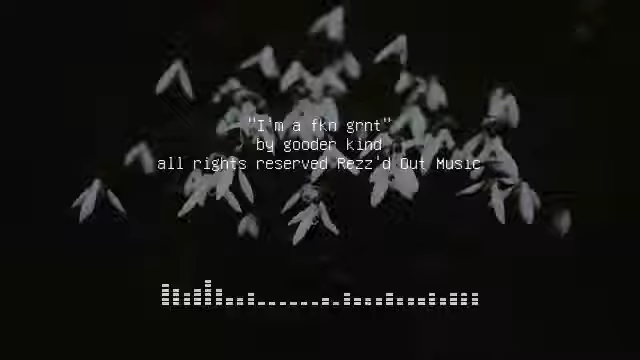 "I'm a fkn grnt"
by gooder kind
all rights reserved Rezz'd Out Music